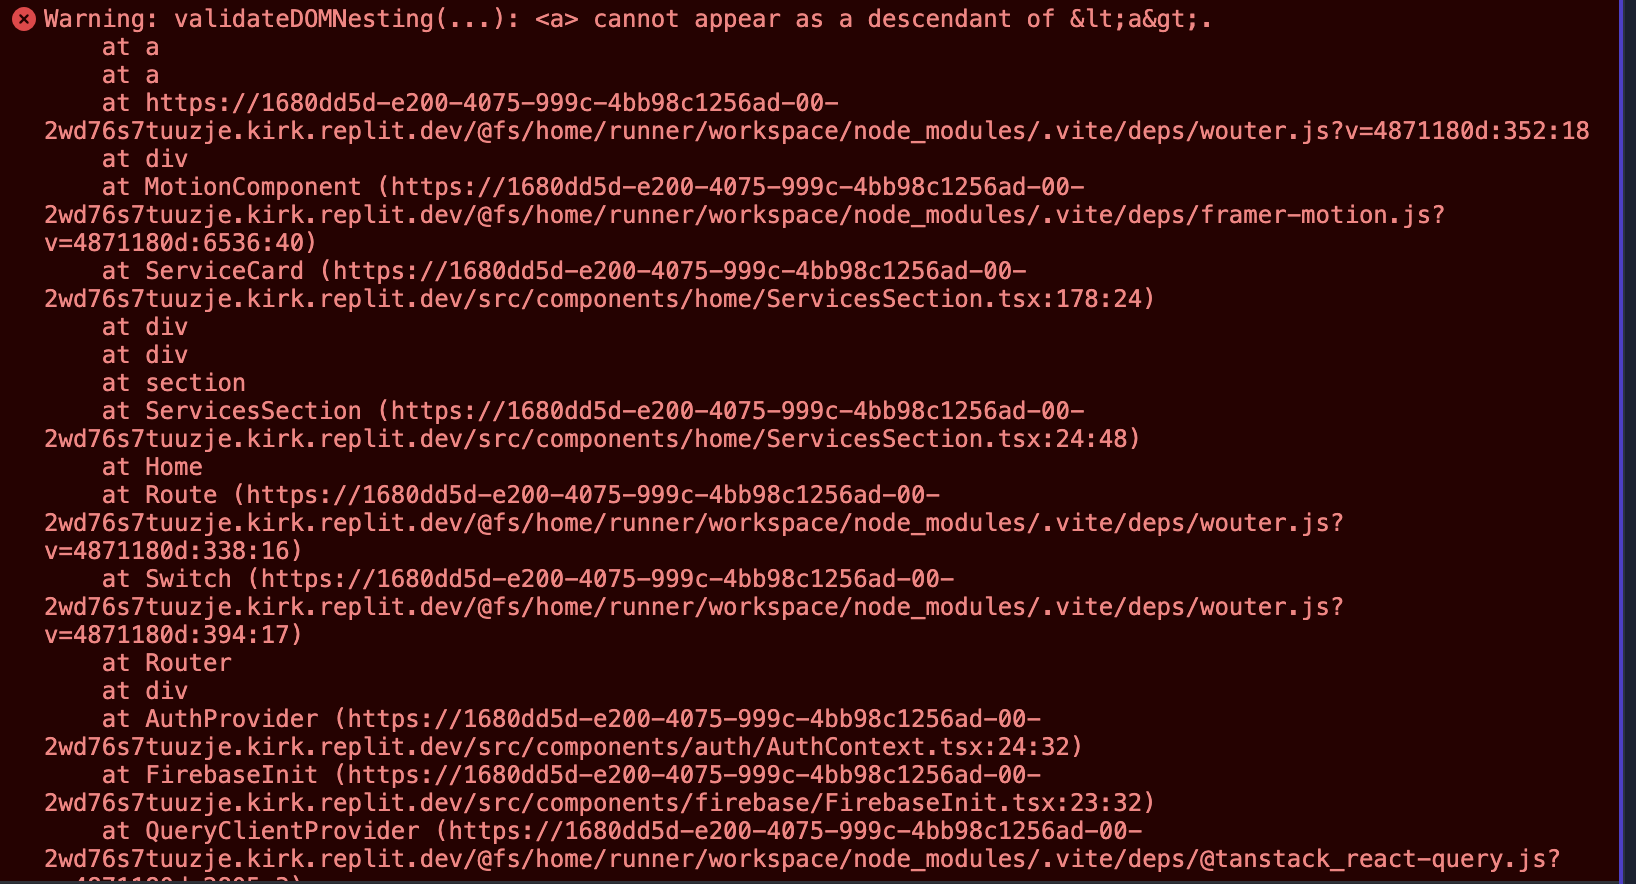 Warning: validateDOMNesting(...): <a> cannot appear as a descendant of &lt;a&gt;.
at a
at a
at https://1680dd5d-e200-4075-999c-4bb98c1256ad-00-
2wd76s7tuuzje.kirk.replit.dev/@fs/home/runner/workspace/node_modules/.vite/deps/wouter.js?v=4871180d:352:18
at div
at MotionComponent (https://1680dd5d-e200-4075-999c-4bb98c1256ad-00-
2wd76s7tuuzje.kirk.replit.dev/@fs/home/runner/workspace/node_modules/.vite/deps/framer-motion.js?
v=4871180d:6536:40)
at ServiceCard (https://1680dd5d-e200-4075-999c-4bb98c1256ad-00-
2wd76s7tuuzje.kirk.replit.dev/src/components/home/ServicesSection.tsx:178:24)
at div
at div
at section
at ServicesSection (https://1680dd5d-e200-4075-999c-4bb98c1256ad-00-
2wd76s7tuuzje.kirk.replit.dev/src/components/home/ServicesSection.tsx:24:48)
at Home
at Route (https://1680dd5d-e200-4075-999c-4bb98c1256ad-00-
2wd76s7tuuzje.kirk.replit.dev/@fs/home/runner/workspace/node_modules/.vite/deps/wouter.js?
v=4871180d:338:16)
at Switch (https://1680dd5d-e200-4075-999c-4bb98c1256ad-00-
2wd76s7tuuzje.kirk.replit.dev/@fs/home/runner/workspace/node_modules/.vite/deps/wouter.js?
v=4871180d:394:17)
at Router
at div
at AuthProvider (https://1680dd5d-e200-4075-999c-4bb98c1256ad-00-
2wd76s7tuuzje.kirk.replit.dev/src/components/auth/AuthContext.tsx:24:32)
at FirebaseInit (https://1680dd5d-e200-4075-999c-4bb98c1256ad-00-
2wd76s7tuuzje.kirk.replit.dev/src/components/firebase/FirebaseInit.tsx:23:32)
at QueryClientProvider (https://1680dd5d-e200-4075-999c-4bb98c1256ad-00-
2wd76s7tuuzje.kirk.replit.dev/@fs/home/runner/workspace/node_modules/.vite/deps/@tanstack_react-query.js?